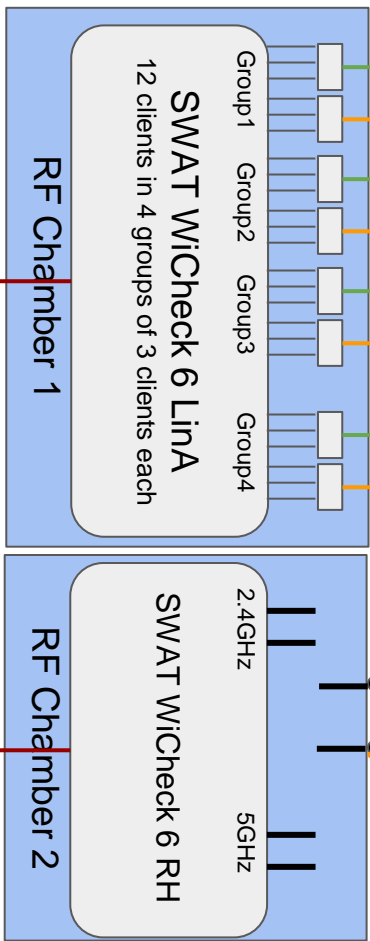 Group1
Group2
Group3
Group4
SWAT WiCheck 6 LinA
12 clients in 4 groups of 3 clients each
RF Chamber 1
2.4GHz
5GHz
SWAT WiCheck 6 RH
RF Chamber 2